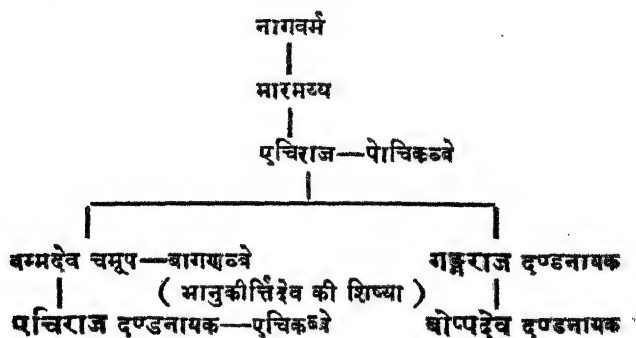 नागवर्म
मारमय्य
एचिराज—पोचिकब्बे
बम्मदेव चमूप—बागणब्बे गङ्गराज दण्डनायक
( भानुकीर्त्तिदेव की शिष्या )
एचिराज दण्डनायक—एचिकब्बे बोप्पदेव दण्डनायक